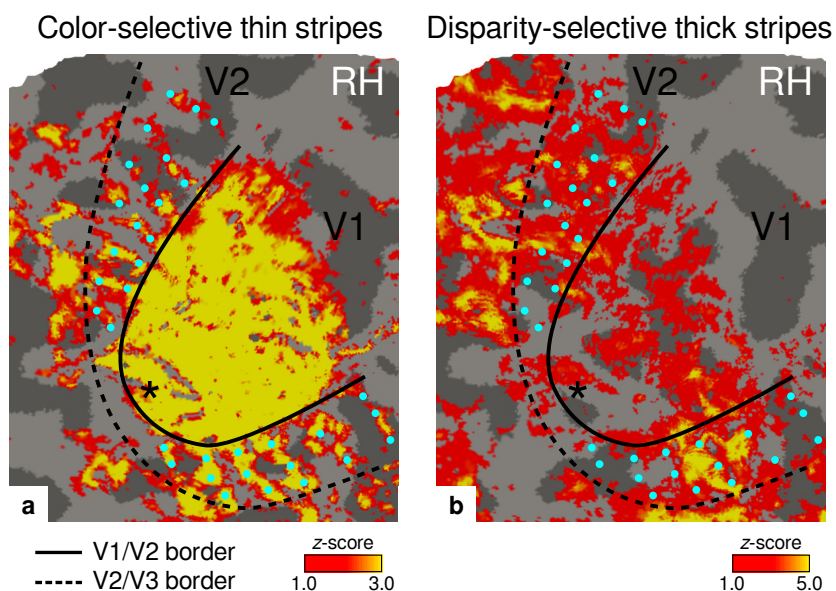 Color-selective thin stripes
Disparity-selective thick stripes
V2
RH
V1
*
a
V2
RH
V1
*
b
V1/V2 border
V2/V3 border
z-score
1.0 3.0
z-score
1.0 5.0